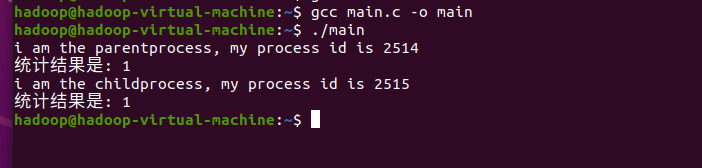 hadoop@hadoop-virtual-machine:~$ gcc main.c -o main
hadoop@hadoop-virtual-machine:~$ ./main
i am the parentprocess, my process id is 2514
统计结果是: 1
i am the childprocess, my process id is 2515
统计结果是: 1
hadoop@hadoop-virtual-machine:~$